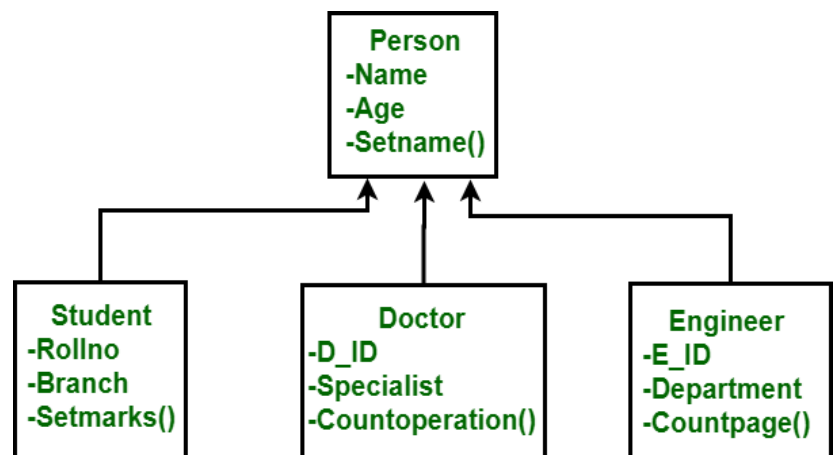 Person
-Name
-Age
-Setname()
Student
-Rollno
-Branch
-Setmarks()
Doctor
-D_ID
-Specialist
-Countoperation()
Engineer
-E_ID
-Department
-Countpage()